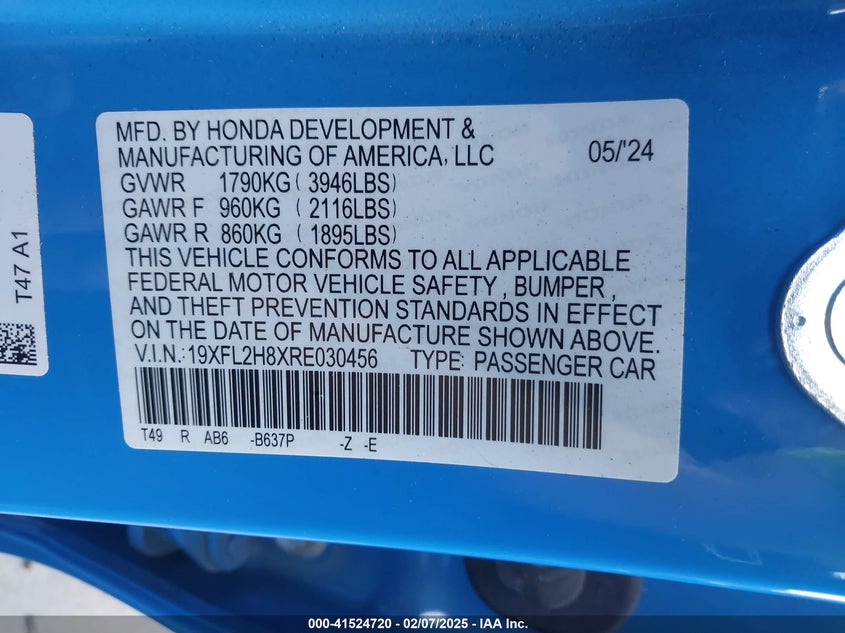 MFD. BY HONDA DEVELOPMENT &
MANUFACTURING OF AMERICA, LLC 05/'24
GVWR 1790KG ( 3946LBS)
GAWR F 960KG ( 2116LBS)
GAWR R 860KG ( 1895LBS)
THIS VEHICLE CONFORMS TO ALL APPLICABLE
FEDERAL MOTOR VEHICLE SAFETY , BUMPER ,
AND THEFT PREVENTION STANDARDS IN EFFECT
ON THE DATE OF MANUFACTURE SHOWN ABOVE.
V.I.N.:19XFL2H8XRE030456 TYPE: PASSENGER CAR
T49 R AB6 -B637P -Z -E
T47 A1
000-41524720 - 02/07/2025 - ©IAA Inc.